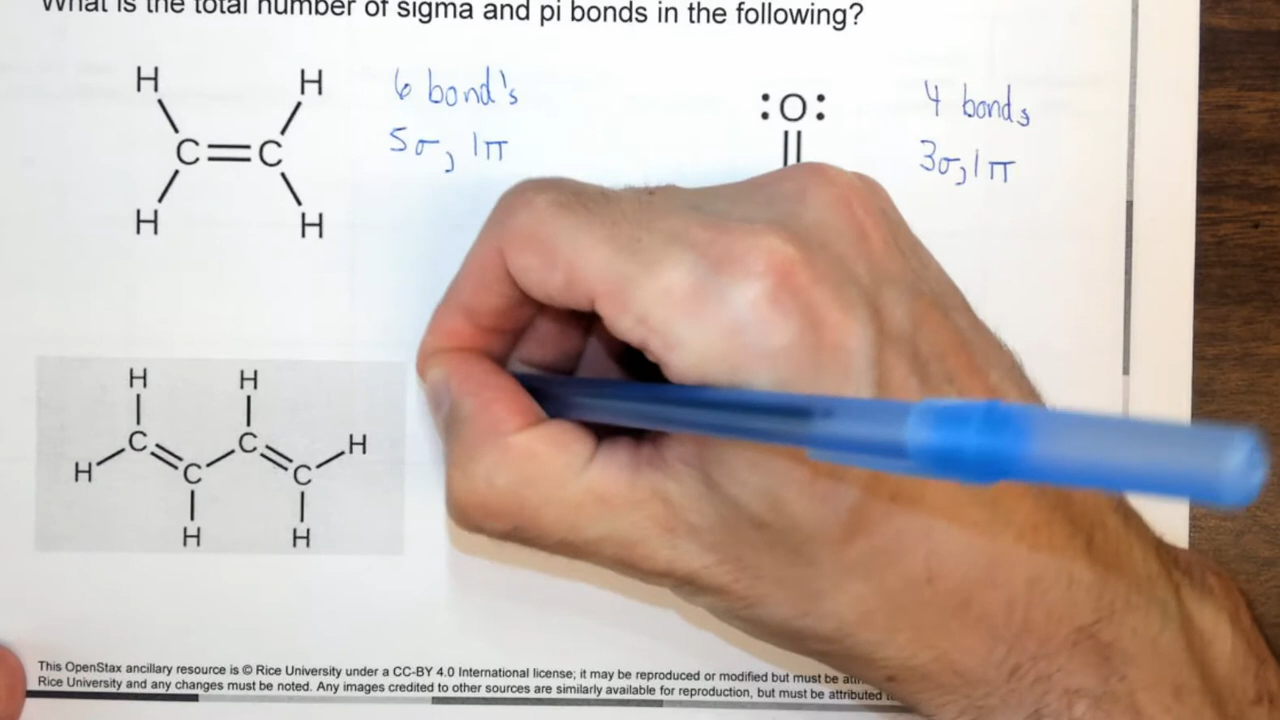 What is the total number of sigma and pi bonds in the following?
H H
C=C
H H
6 bond's
5σ, 1π
:O:
4 bonds
3σ, 1π
H H
C C H
H C C
H H
This OpenStax ancillary resource is © Rice University under a CC-BY 4.0 International license; it may be reproduced or modified but must be
Rice University and any changes must be noted. Any images credited to other sources are similarly available for reproduction, but must be attributed